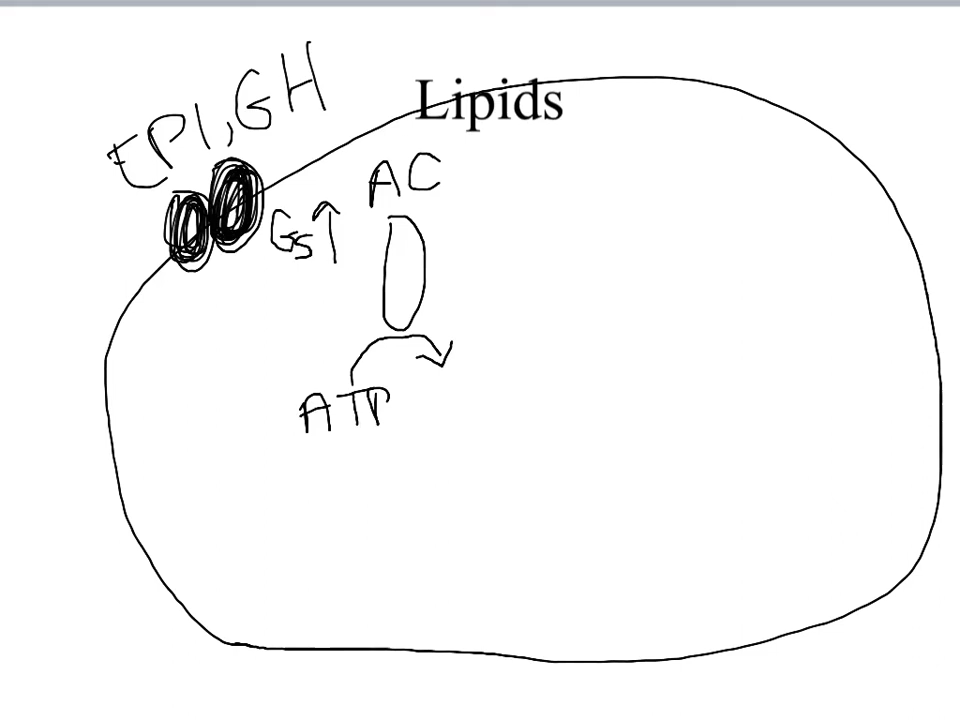 EPI, GH
Lipids
AC
Gs↑
ATP